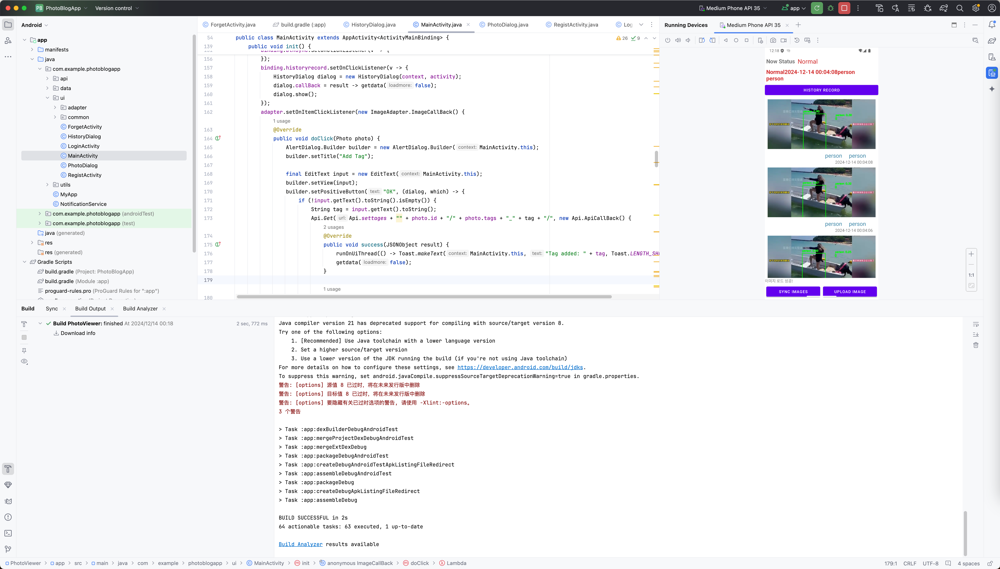 PB PhotoBlogApp Version control Medium Phone API 35 app
Android
app
manifests
java
com.example.photoblogapp
api
data
ui
adapter
common
ForgetActivity
HistoryDialog
LoginActivity
MainActivity
PhotoDialog
RegistActivity
utils
MyApp
NotificationService
com.example.photoblogapp (androidTest)
com.example.photoblogapp (test)
java (generated)
res
res (generated)
Gradle Scripts
build.gradle (Project: PhotoBlogApp)
build.gradle (Module :app)
proguard-rules.pro (ProGuard Rules for ":app")
ForgetActivity.java build.gradle (:app) HistoryDialog.java MainActivity.java PhotoDialog.java RegistActivity.java Log
54 public class MainActivity extends AppActivity<ActivityMainBinding> {
26 9
139 public void init() {
156 });
157 binding.historyrecord.setOnClickListener(v -> {
158 HistoryDialog dialog = new HistoryDialog(context, activity);
159 dialog.callBack = result -> getdata( loadmore: false);
160 dialog.show();
161 });
162 adapter.setOnItemClickListener(new ImageAdapter.ImageCallBack() {
1 usage
163 @Override
164 public void doClick(Photo photo) {
165 AlertDialog.Builder builder = new AlertDialog.Builder( context: MainActivity.this);
166 builder.setTitle("Add Tag");
167
168 final EditText input = new EditText( context: MainActivity.this);
169 builder.setView(input);
170 builder.setPositiveButton( text: "OK", (dialog, which) -> {
171 if (!input.getText().toString().isEmpty()) {
172 String tag = input.getText().toString();
173 Api.Get( url: Api.settages + "" + photo.id + "/" + photo.tags + "_" + tag + "/", new Api.ApiCallBack() {
2 usages
174 @Override
175 public void success(JSONObject result) {
176 runOnUiThread(() -> Toast.makeText( context: MainActivity.this, text: "Tag added: " + tag, Toast.LENGTH_SH
177 getdata( loadmore: false);
178 }
179
1 usage
180
Running Devices Medium Phone API 35
12:18
Now Status Normal
Normal2024-12-14 00:04:08person
person
HISTORY RECORD
person person
2024-12-14 00:04:08
person person
2024-12-14 00:04:06
이미지 로드 성공!
SYNC IMAGES UPLOAD IMAGE
1:1
Build Sync Build Output Build Analyzer
Build PhotoViewer: finished At 2024/12/14 00:18 2 sec, 772 ms
Download info
Java compiler version 21 has deprecated support for compiling with source/target version 8.
Try one of the following options:
1. [Recommended] Use Java toolchain with a lower language version
2. Set a higher source/target version
3. Use a lower version of the JDK running the build (if you're not using Java toolchain)
For more details on how to configure these settings, see https://developer.android.com/build/jdks.
To suppress this warning, set android.javaCompile.suppressSourceTargetDeprecationWarning=true in gradle.properties.
警告: [options] 源值 8 已过时，将在未来发行版中删除
警告: [options] 目标值 8 已过时，将在未来发行版中删除
警告: [options] 要隐藏有关已过时选项的警告, 请使用 -Xlint:-options。
3 个警告
> Task :app:dexBuilderDebugAndroidTest
> Task :app:mergeProjectDexDebugAndroidTest
> Task :app:mergeExtDexDebug
> Task :app:packageDebugAndroidTest
> Task :app:createDebugAndroidTestApkListingFileRedirect
> Task :app:assembleDebugAndroidTest
> Task :app:packageDebug
> Task :app:createDebugApkListingFileRedirect
> Task :app:assembleDebug
BUILD SUCCESSFUL in 2s
64 actionable tasks: 63 executed, 1 up-to-date
Build Analyzer results available
PhotoViewer > app > src > main > java > com > example > photoblogapp > ui > MainActivity > init > anonymous ImageCallBack > doClick > Lambda
179:1 CRLF UTF-8 4 spaces